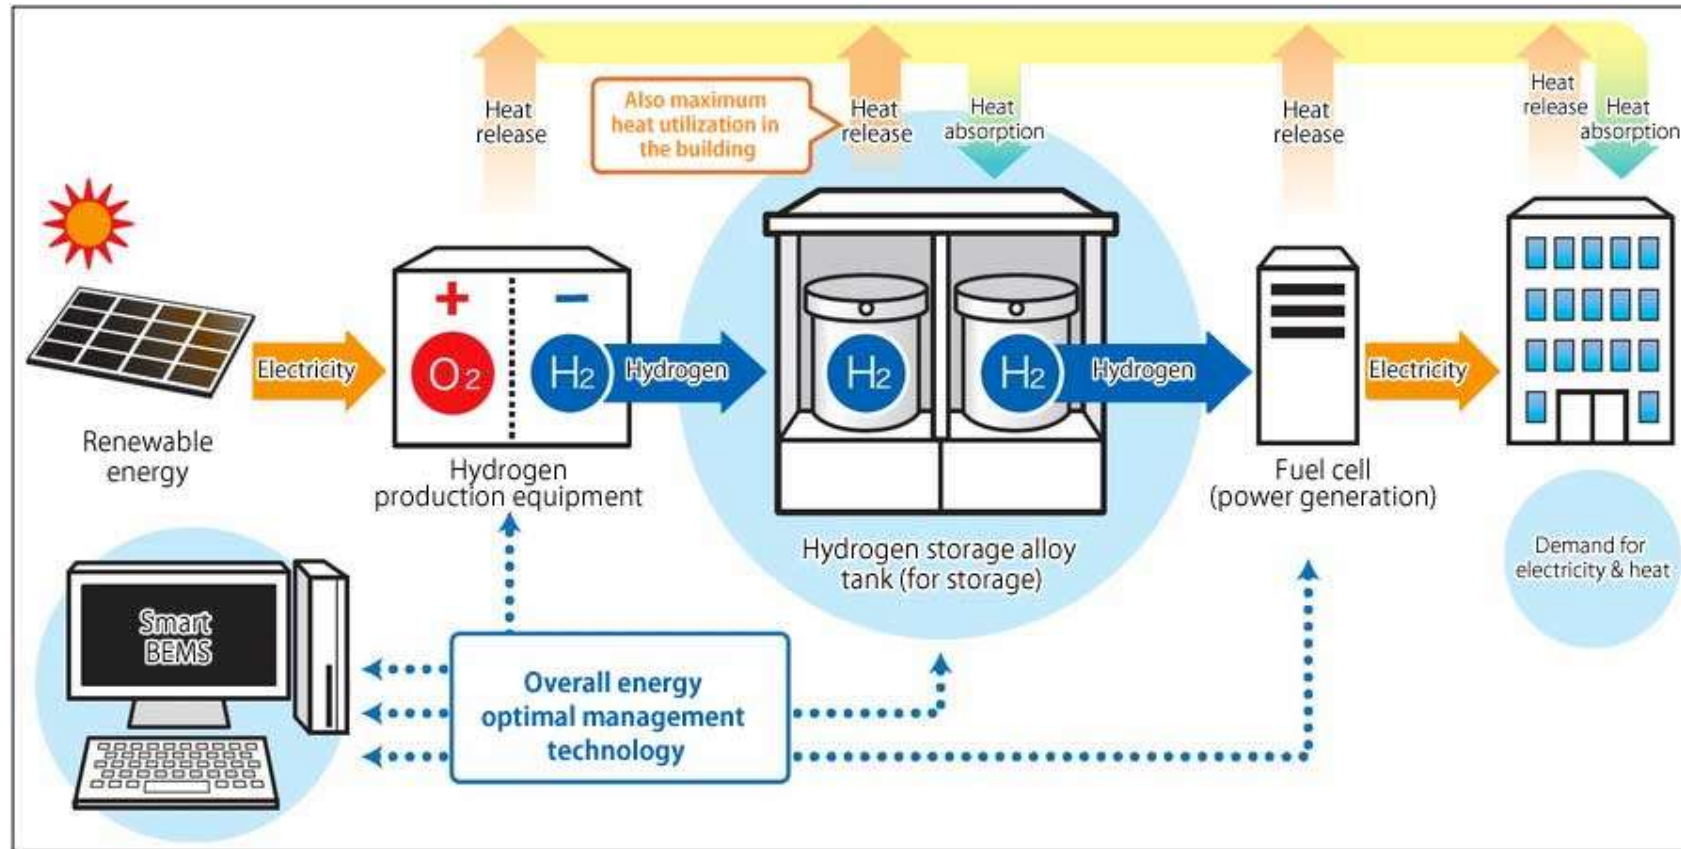 Heat
release
Also maximum
heat utilization in
the building
Heat
release
Heat
absorption
Heat
release
Heat
release
Heat
absorption
+
−
O2
H2
H2
H2
Electricity
Hydrogen
Hydrogen
Electricity
Renewable
energy
Hydrogen
production equipment
Hydrogen storage alloy
tank (for storage)
Fuel cell
(power generation)
Demand for
electricity & heat
Smart
BEMS
Overall energy
optimal management
technology